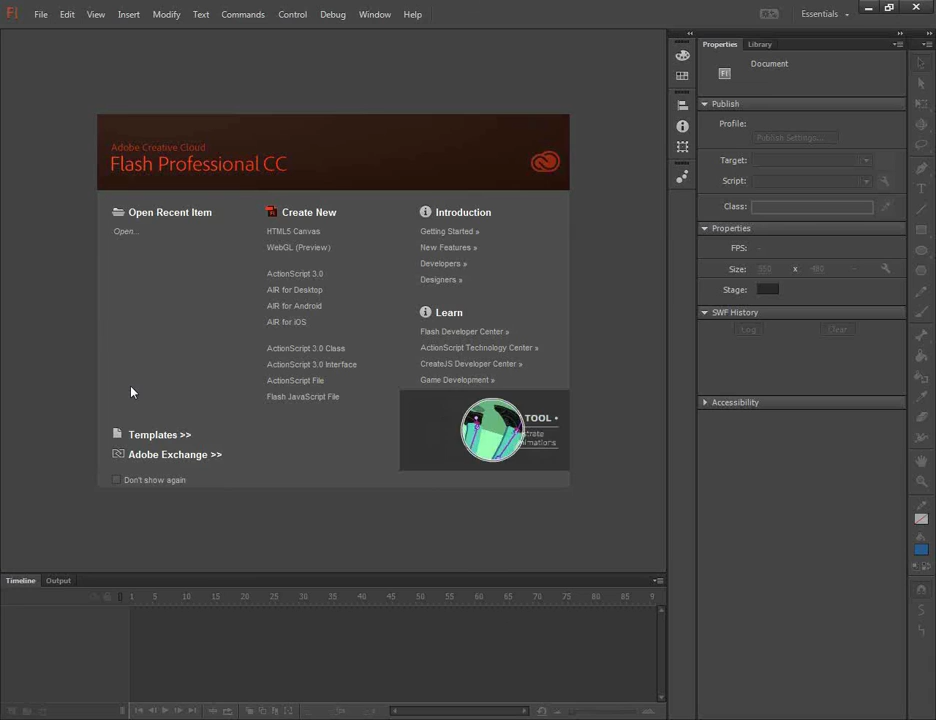 Fl File Edit View Insert Modify Text Commands Control Debug Window Help Essentials
Properties Library
Fl Document
Publish
Profile:
Publish Settings...
Target:
Script:
Class:
Properties
FPS: -
Size: 550 x 400
Stage:
SWF History
Log Clear
Accessibility
Adobe Creative Cloud
Flash Professional CC
Open Recent Item
Open...
Templates >>
Adobe Exchange >>
Don't show again
Create New
HTML5 Canvas
WebGL (Preview)
ActionScript 3.0
AIR for Desktop
AIR for Android
AIR for iOS
ActionScript 3.0 Class
ActionScript 3.0 Interface
ActionScript File
Flash JavaScript File
Introduction
Getting Started »
New Features »
Developers »
Designers »
Learn
Flash Developer Center »
ActionScript Technology Center »
CreateJS Developer Center »
Game Development »
TOOL •
strate
nimations
Timeline Output
1 5 10 15 20 25 30 35 40 45 50 55 60 65 70 75 80 85 9